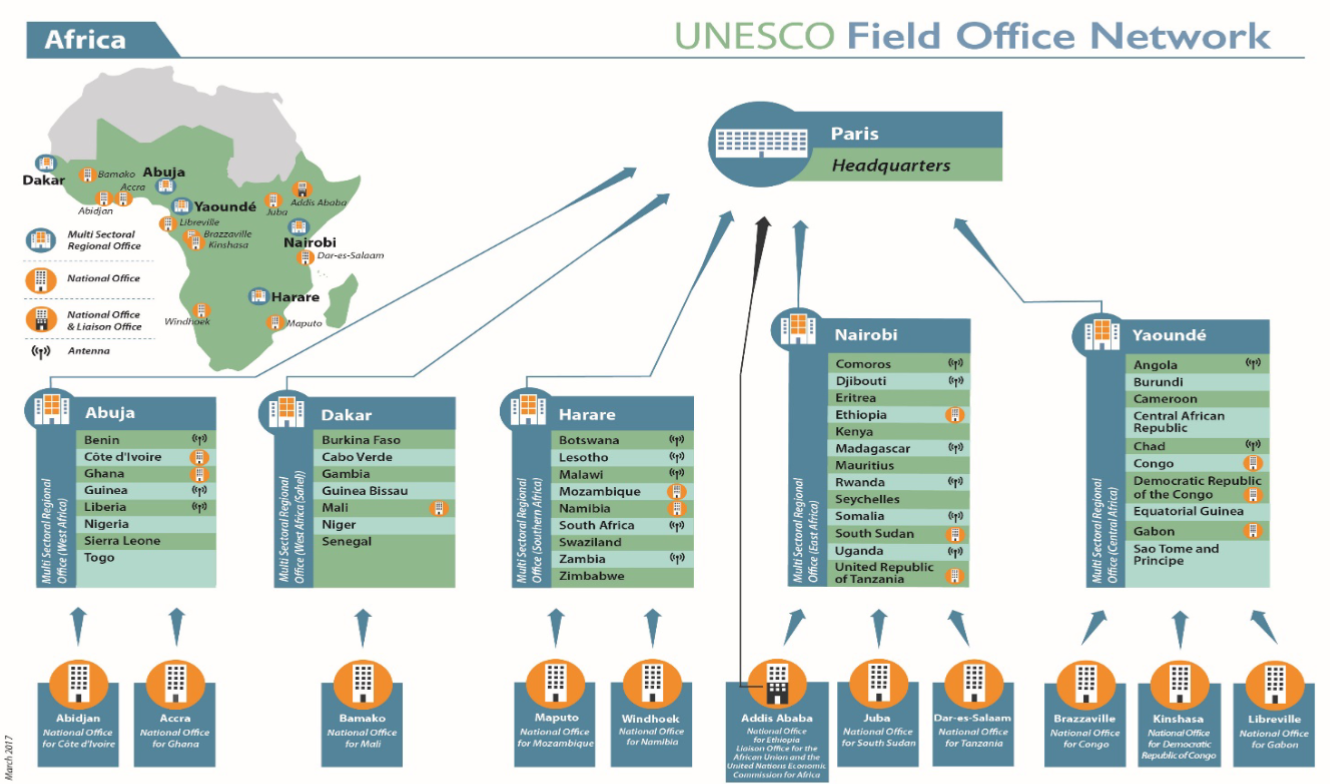 Africa
UNESCO Field Office Network
Dakar
Bamako
Abuja
Accra
Abidjan
Yaoundé
Juba
Addis Ababa
Libreville
Brazzaville
Kinshasa
Nairobi
Dar-es-Salaam
Harare
Windhoek
Maputo
Multi Sectoral
Regional Office
National Office
National Office
& Liaison Office
Antenna
Paris
Headquarters
Abuja
Multi Sectoral Regional
Office (West Africa)
Benin
Côte d'Ivoire
Ghana
Guinea
Liberia
Nigeria
Sierra Leone
Togo
Dakar
Multi Sectoral Regional
Office (West Africa (Sahel))
Burkina Faso
Cabo Verde
Gambia
Guinea Bissau
Mali
Niger
Senegal
Harare
Multi Sectoral Regional
Office (Southern Africa)
Botswana
Lesotho
Malawi
Mozambique
Namibia
South Africa
Swaziland
Zambia
Zimbabwe
Nairobi
Multi Sectoral Regional
Office (East Africa)
Comoros
Djibouti
Eritrea
Ethiopia
Kenya
Madagascar
Mauritius
Rwanda
Seychelles
Somalia
South Sudan
Uganda
United Republic
of Tanzania
Yaoundé
Multi Sectoral Regional
Office (Central Africa)
Angola
Burundi
Cameroon
Central African
Republic
Chad
Congo
Democratic Republic
of the Congo
Equatorial Guinea
Gabon
Sao Tome and
Principe
Abidjan
National Office
for Côte d'Ivoire
Accra
National Office
for Ghana
Bamako
National Office
for Mali
Maputo
National Office
for Mozambique
Windhoek
National Office
for Namibia
Addis Ababa
National Office
for Ethiopia
Liaison Office for the
African Union and the
United Nations Economic
Commission for Africa
Juba
National Office
for South Sudan
Dar-es-Salaam
National Office
for Tanzania
Brazzaville
National Office
for Congo
Kinshasa
National Office
for Democratic
Republic of Congo
Libreville
National Office
for Gabon
March 2017